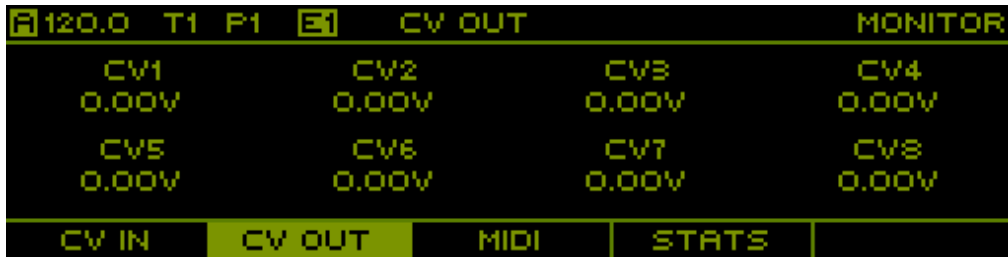 A 120.0 T1 P1 E1 CV OUT MONITOR
CV1 CV2 CV3 CV4
0.00V 0.00V 0.00V 0.00V
CV5 CV6 CV7 CV8
0.00V 0.00V 0.00V 0.00V
CV IN CV OUT MIDI STATS